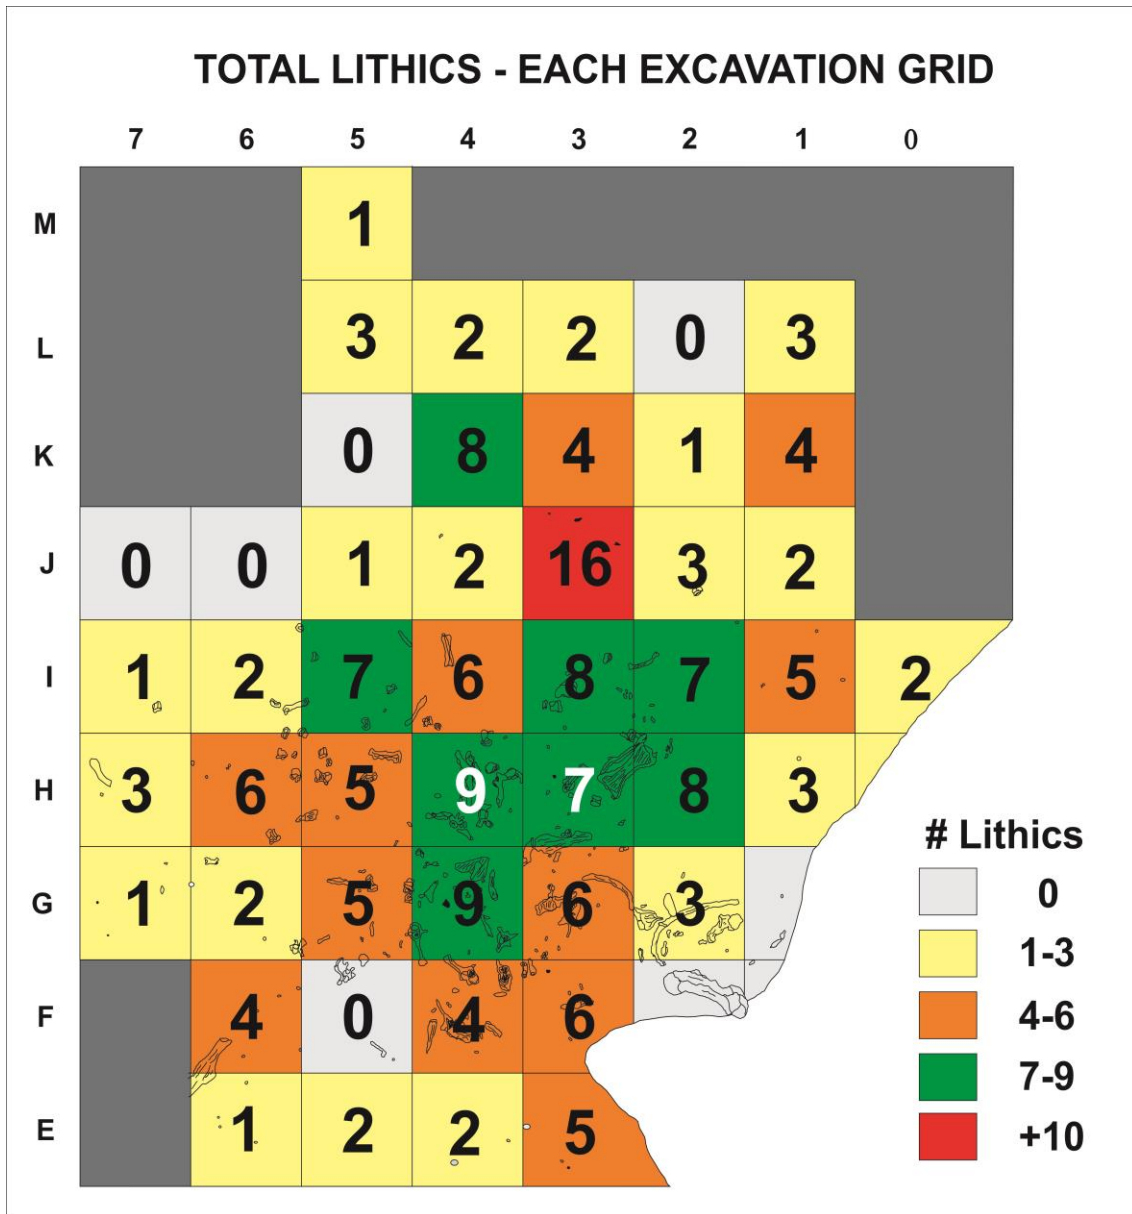 TOTAL LITHICS - EACH EXCAVATION GRID
7 6 5 4 3 2 1 0
M 1
L 3 2 2 0 3
K 0 8 4 1 4
J 0 0 1 2 16 3 2
I 1 2 7 6 8 7 5 2
H 3 6 5 9 7 8 3
G 1 2 5 9 6 3
F 4 0 4 6
E 1 2 2 5
# Lithics
0
1-3
4-6
7-9
+10